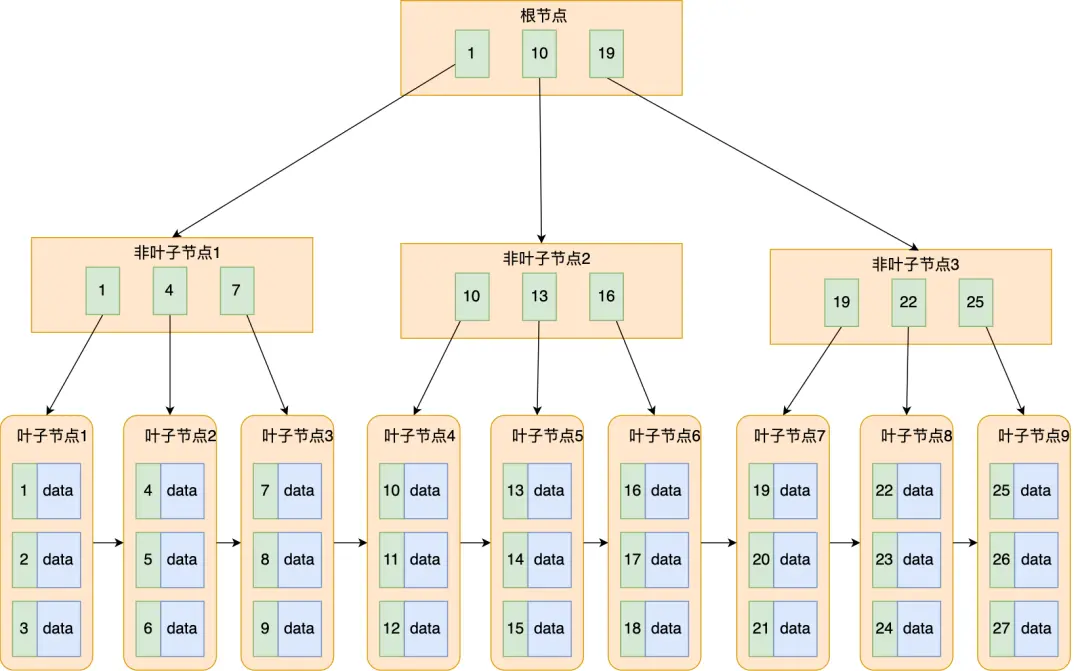 根节点
1 10 19
非叶子节点1
1 4 7
非叶子节点2
10 13 16
非叶子节点3
19 22 25
叶子节点1
1 data
2 data
3 data
叶子节点2
4 data
5 data
6 data
叶子节点3
7 data
8 data
9 data
叶子节点4
10 data
11 data
12 data
叶子节点5
13 data
14 data
15 data
叶子节点6
16 data
17 data
18 data
叶子节点7
19 data
20 data
21 data
叶子节点8
22 data
23 data
24 data
叶子节点9
25 data
26 data
27 data